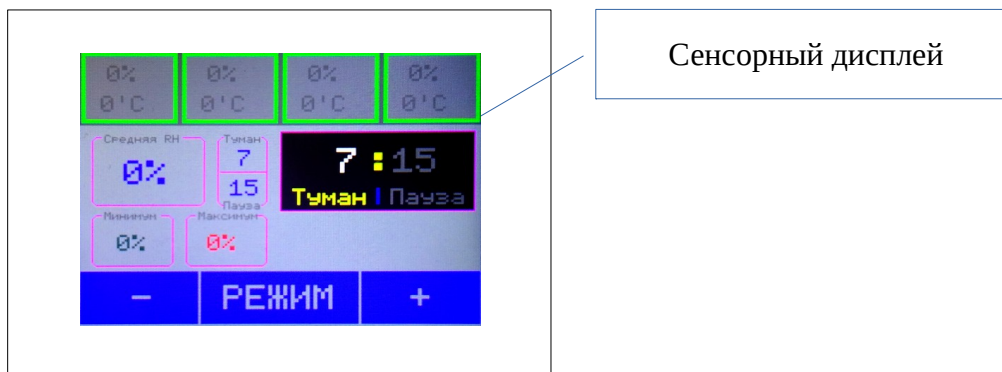 Сенсорный дисплей
0% 0% 0% 0%
0'C 0'C 0'C 0'C
Средняя RH
0%
Туман
7
15
Пауза
7:15
Туман Пауза
Минимум
0%
Максимум
0%
- РЕЖИМ +